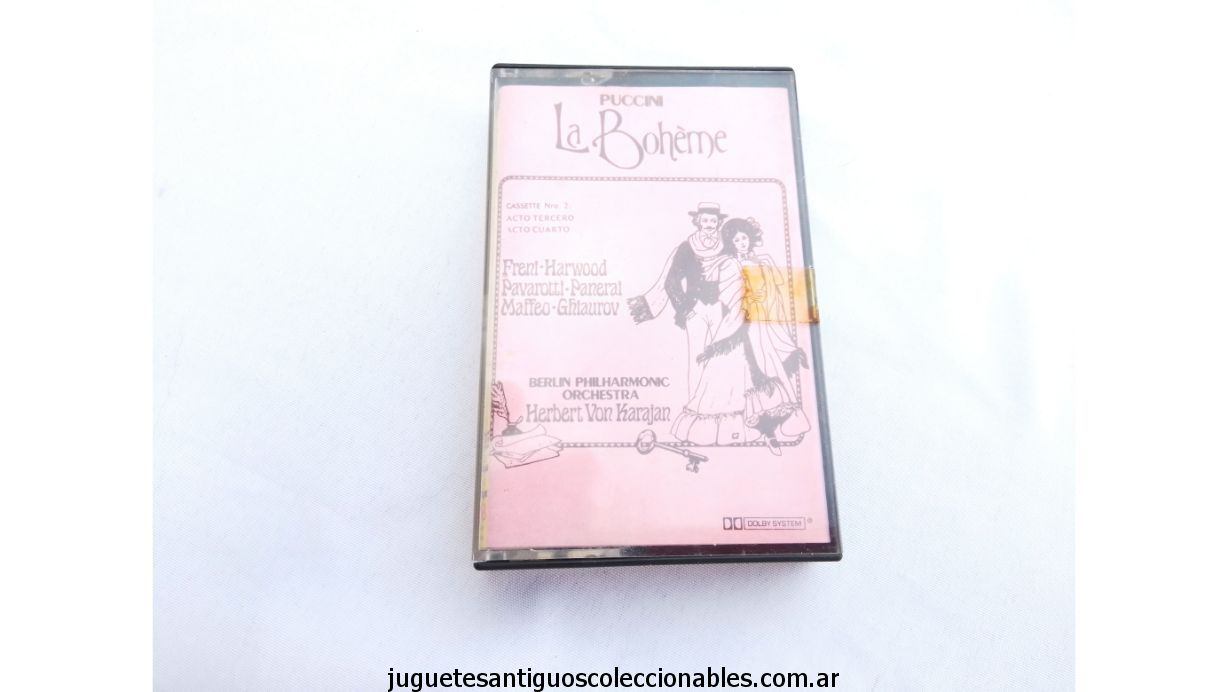 PUCCINI
La Bohème
CASSETTE Nro. 2:
ACTO TERCERO
ACTO CUARTO
Freni-Harwood
Pavarotti-Panerai
Maffeo-Ghiaurov
BERLIN PHILHARMONIC
ORCHESTRA
Herbert Von Karajan
DOLBY SYSTEM ®
juguetesantiguoscoleccionables.com.ar